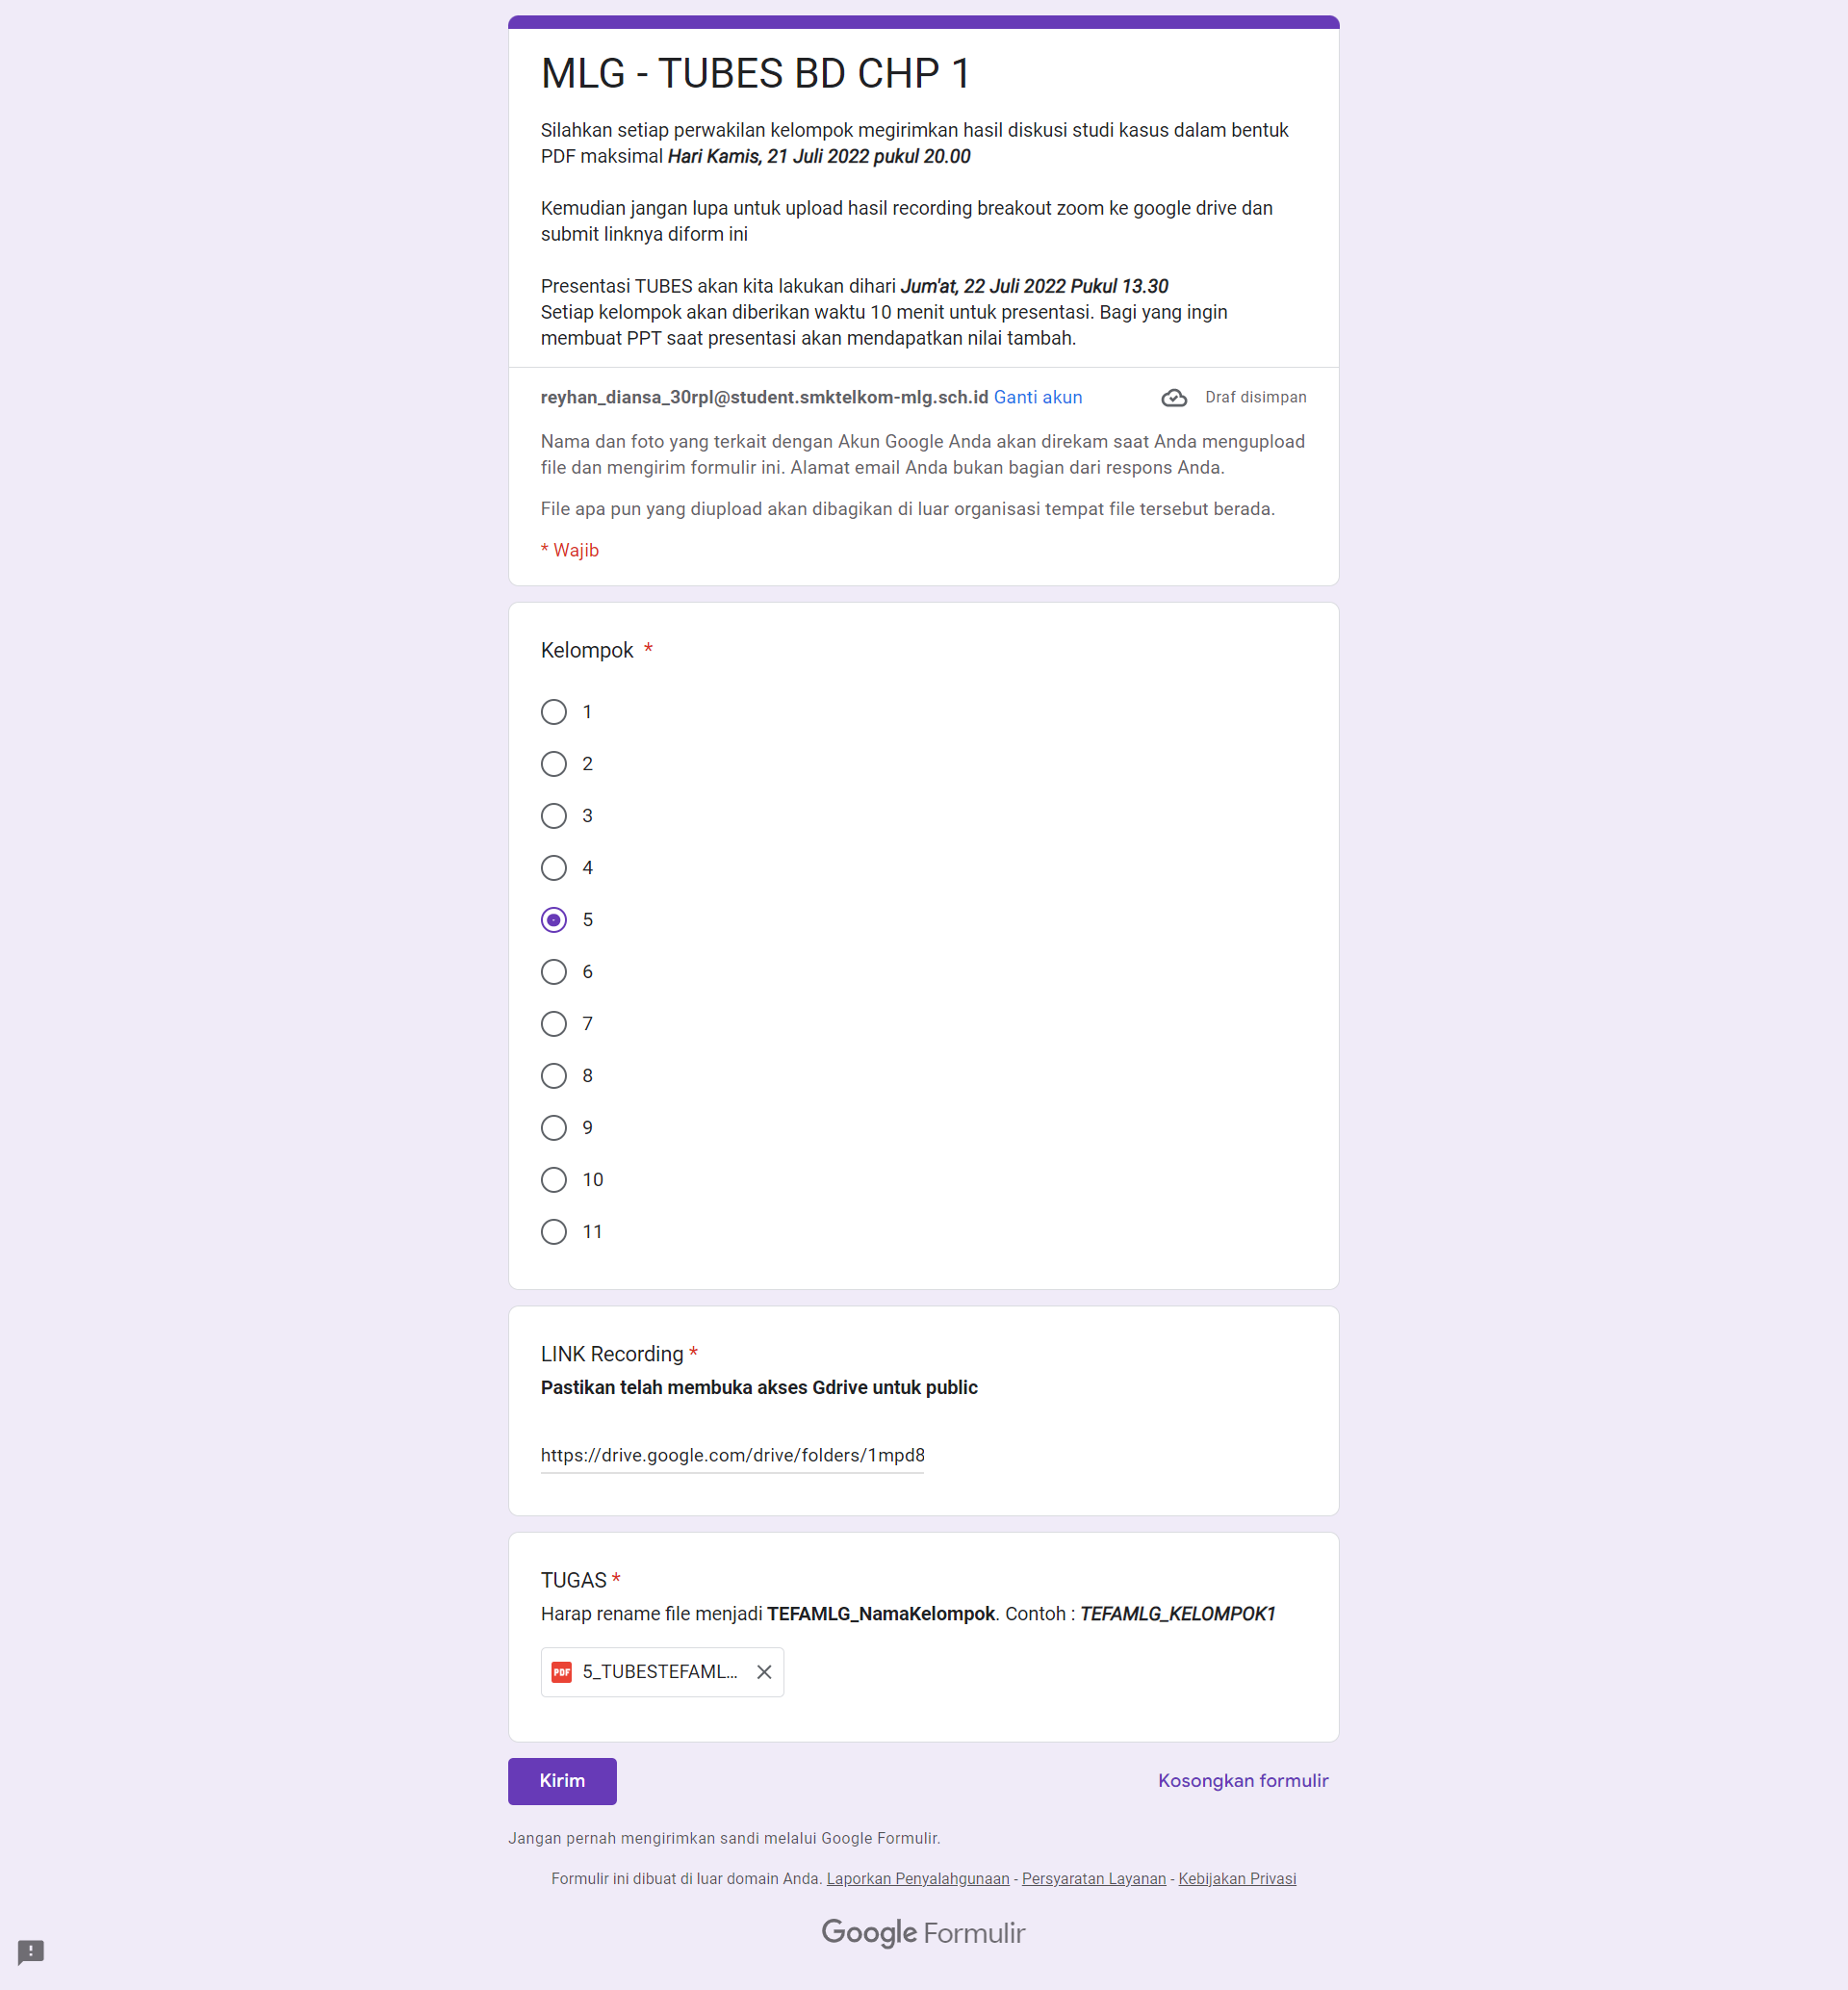 MLG - TUBES BD CHP 1
Silahkan setiap perwakilan kelompok megirimkan hasil diskusi studi kasus dalam bentuk
PDF maksimal Hari Kamis, 21 Juli 2022 pukul 20.00
Kemudian jangan lupa untuk upload hasil recording breakout zoom ke google drive dan
submit linknya diform ini
Presentasi TUBES akan kita lakukan dihari Jum'at, 22 Juli 2022 Pukul 13.30
Setiap kelompok akan diberikan waktu 10 menit untuk presentasi. Bagi yang ingin
membuat PPT saat presentasi akan mendapatkan nilai tambah.
reyhan_diansa_30rpl@student.smktelkom-mlg.sch.id Ganti akun
Draf disimpan
Nama dan foto yang terkait dengan Akun Google Anda akan direkam saat Anda mengupload
file dan mengirim formulir ini. Alamat email Anda bukan bagian dari respons Anda.
File apa pun yang diupload akan dibagikan di luar organisasi tempat file tersebut berada.
* Wajib
Kelompok *
1
2
3
4
5
6
7
8
9
10
11
LINK Recording *
Pastikan telah membuka akses Gdrive untuk public
https://drive.google.com/drive/folders/1mpd8
TUGAS *
Harap rename file menjadi TEFAMLG_NamaKelompok. Contoh : TEFAMLG_KELOMPOK1
PDF 5_TUBESTEFAML...
Kirim
Kosongkan formulir
Jangan pernah mengirimkan sandi melalui Google Formulir.
Formulir ini dibuat di luar domain Anda. Laporkan Penyalahgunaan - Persyaratan Layanan - Kebijakan Privasi
Google Formulir